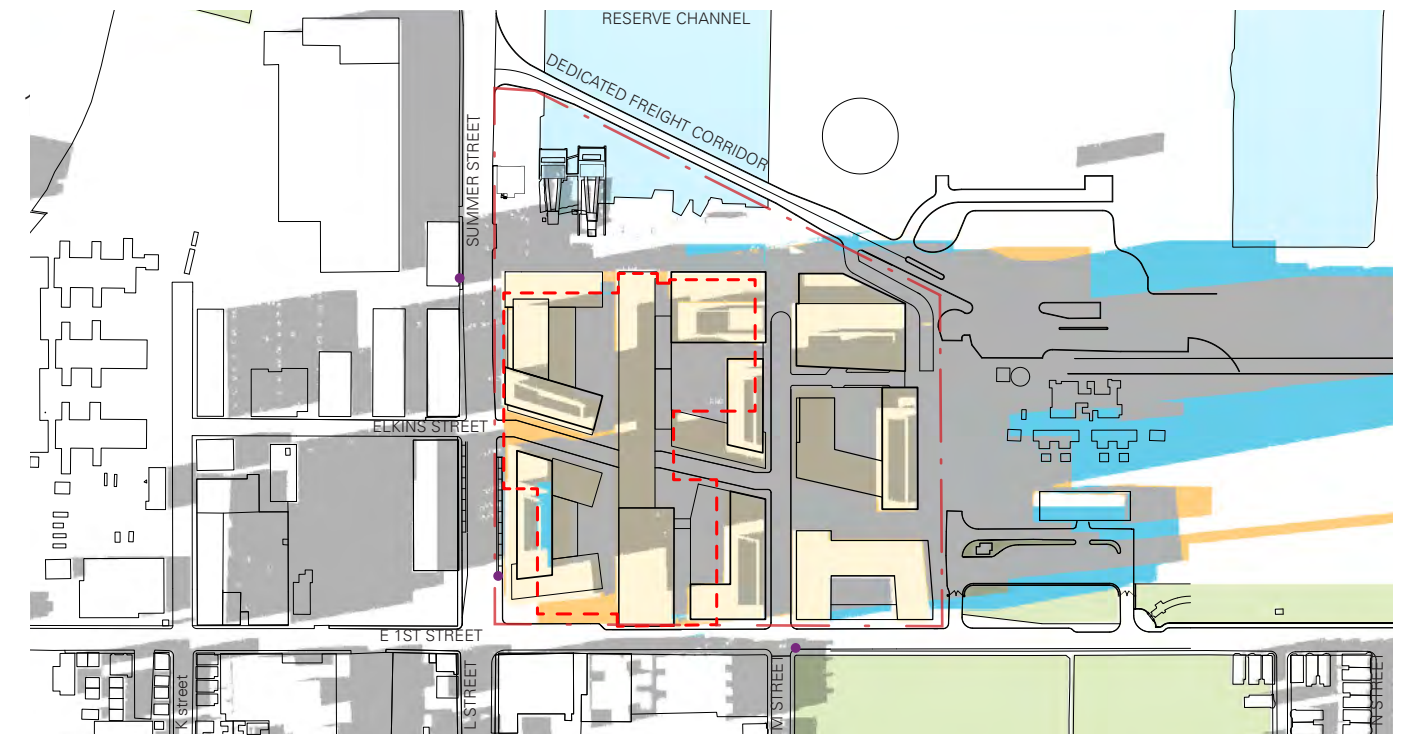 RESERVE CHANNEL
DEDICATED FREIGHT CORRIDOR
SUMMER STREET
ELKINS STREET
E 1ST STREET
K street
L STREET
M STREET
N STREET